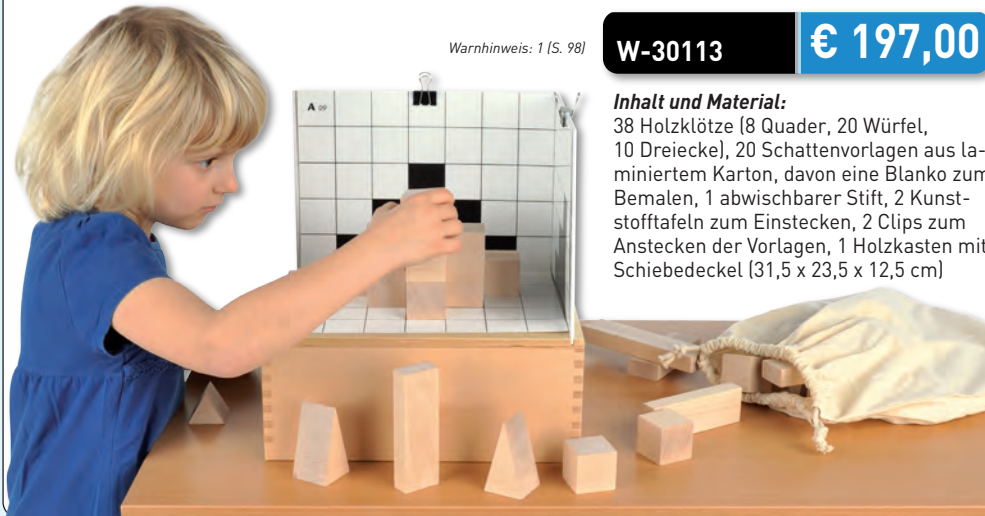 Warnhinweis: 1 (S. 98)
W-30113
€ 197,00
Inhalt und Material:
38 Holzklötze (8 Quader, 20 Würfel,
10 Dreiecke), 20 Schattenvorlagen aus la-
miniertem Karton, davon eine Blanko zum
Bemalen, 1 abwischbarer Stift, 2 Kunst-
stofftafeln zum Einstecken, 2 Clips zum
Anstecken der Vorlagen, 1 Holzkasten mit
Schiebedeckel (31,5 x 23,5 x 12,5 cm)
A 09